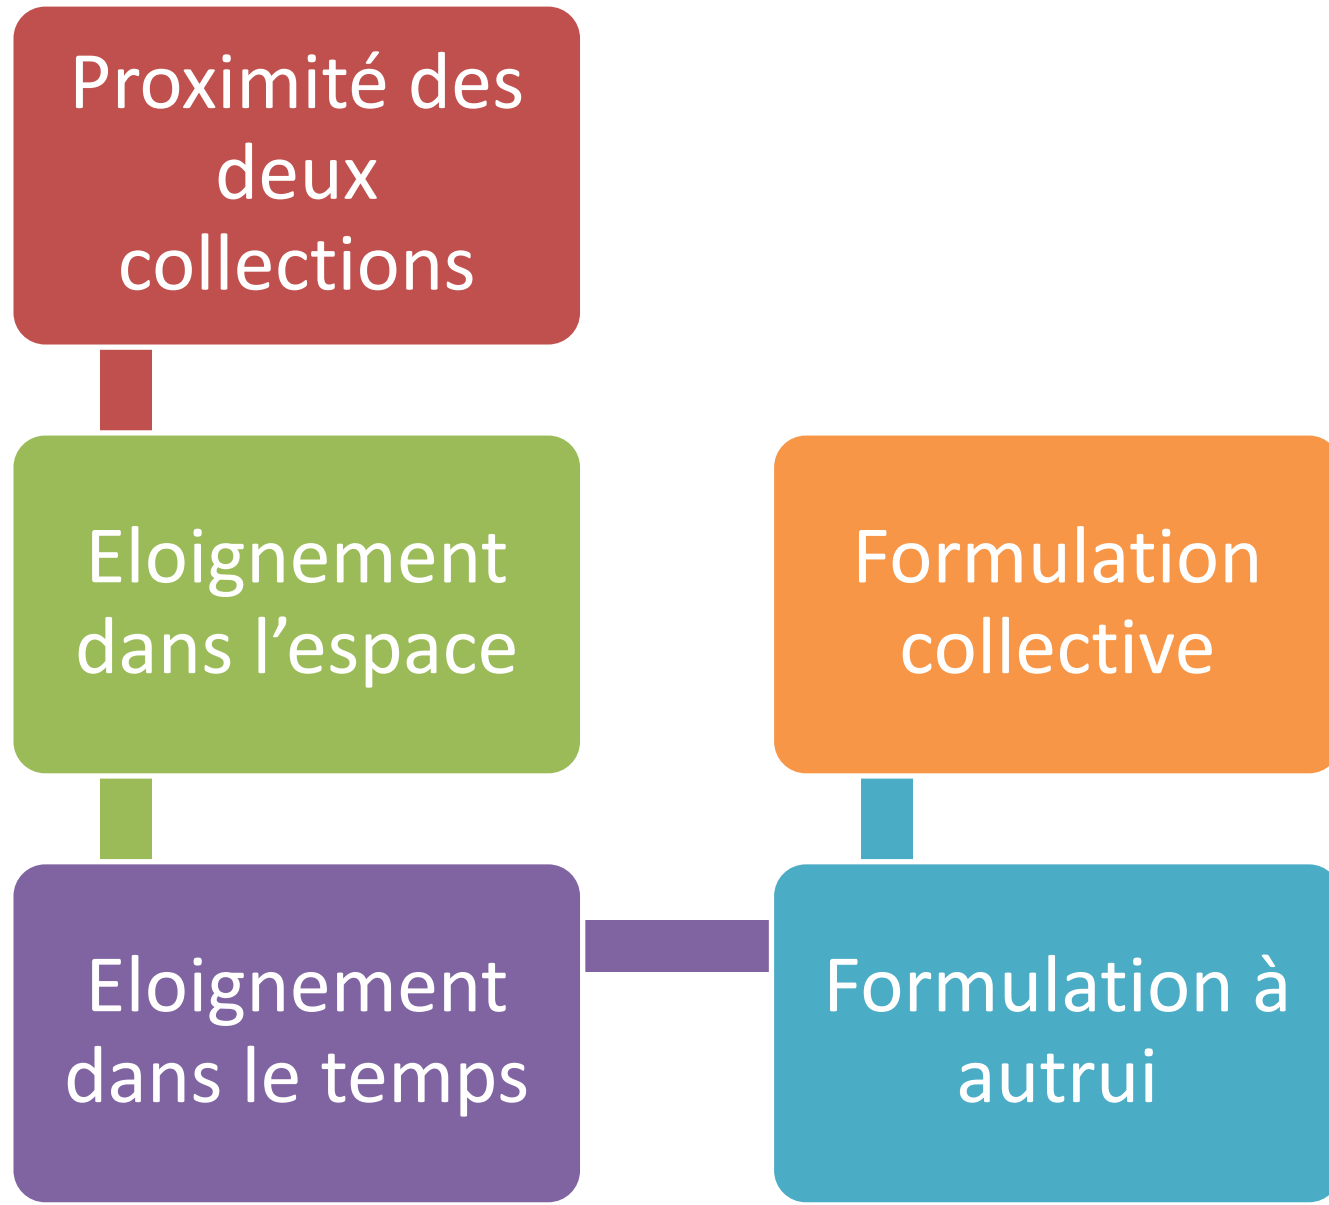 Proximité des
deux
collections
Eloignement
dans l’espace
Eloignement
dans le temps
Formulation à
autrui
Formulation
collective